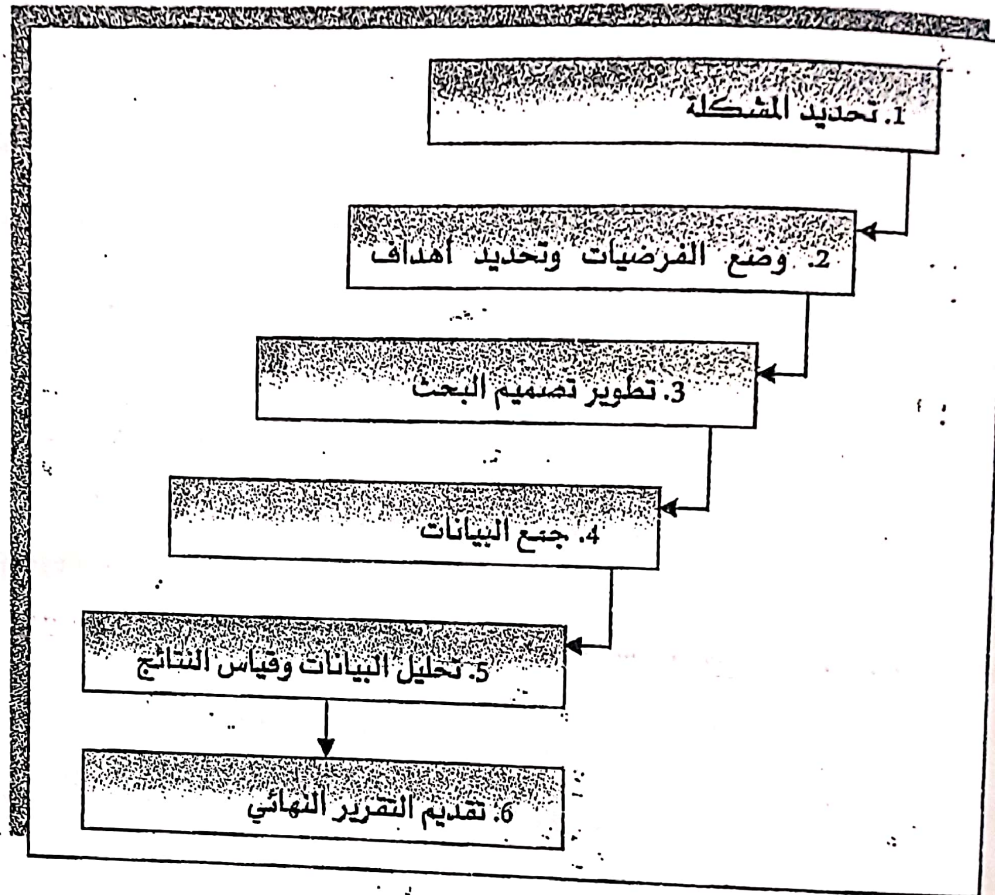 1. تحديد المشكلة
2. وضع الفرضيات وتحديد أهداف
3. تطوير تصميم البحث
4. جمع البيانات
5. تحليل البيانات وقياس النتائج
6. تقديم التقرير النهائي